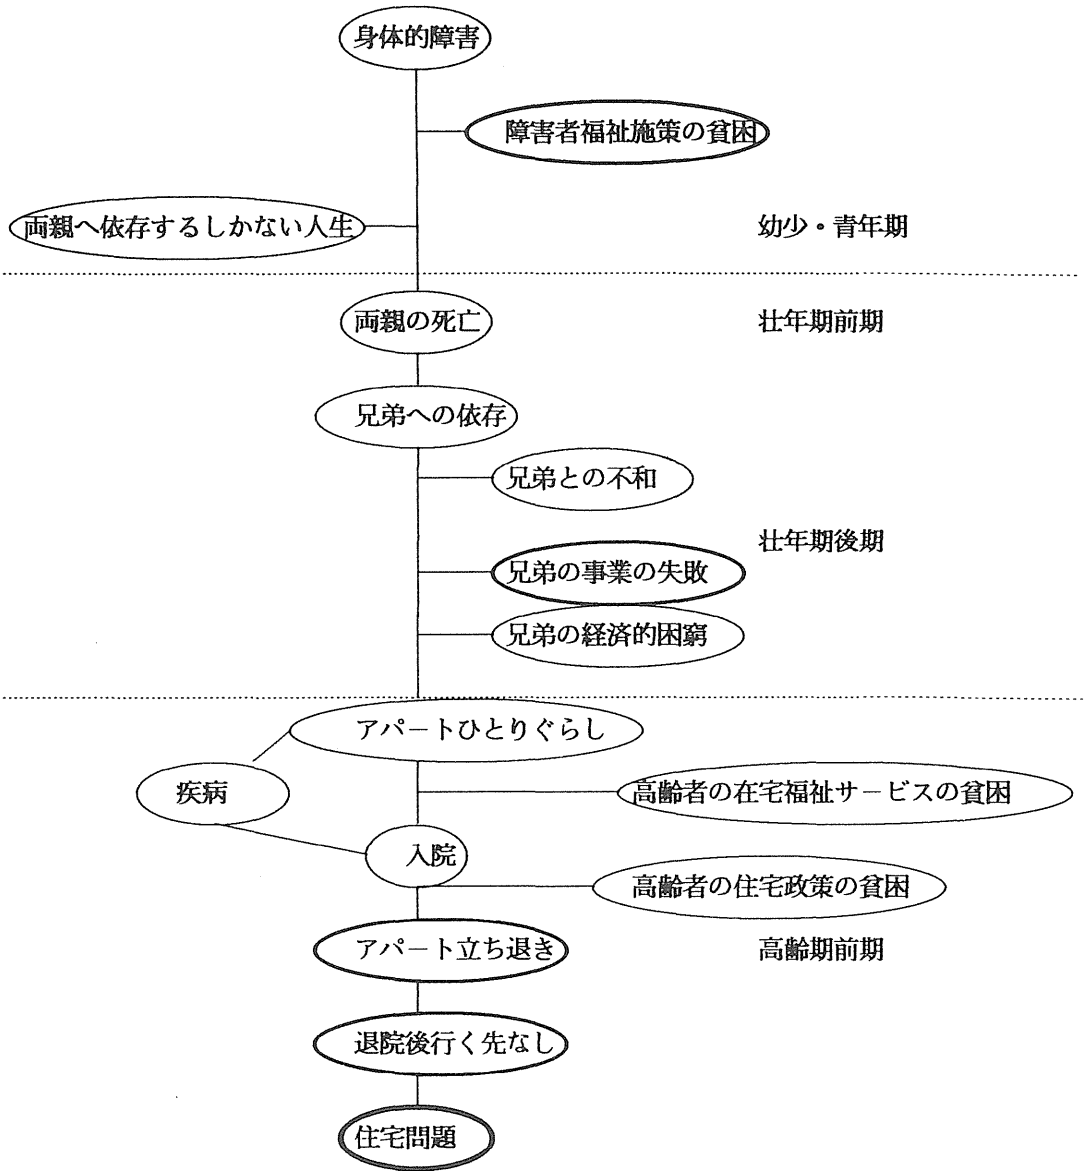 身体的障害
障害者福祉施策の貧困
両親へ依存するしかない人生
幼少・青年期
両親の死亡
壮年期前期
兄弟への依存
兄弟との不和
壮年期後期
兄弟の事業の失敗
兄弟の経済的困窮
アパートひとりぐらし
疾病
高齢者の在宅福祉サービスの貧困
入院
高齢者の住宅政策の貧困
アパート立ち退き
高齢期前期
退院後行く先なし
住宅問題